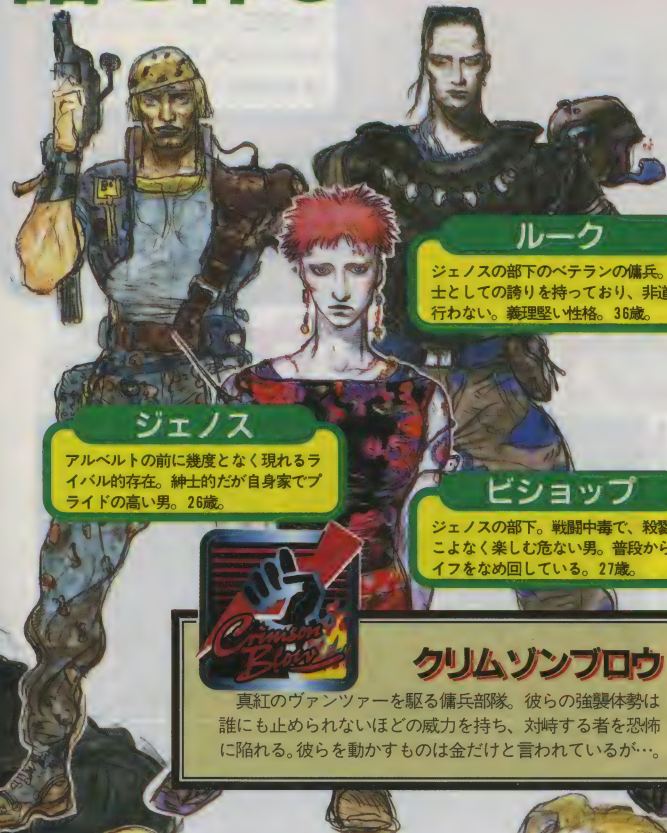 ルーク
ジェノスの部下のベテランの傭兵。
士としての誇りを持っており、非道
行わない。義理堅い性格。36歳。
ジェノス
アルベルトの前に幾度となく現れるラ
イバル的存在。紳士的だが自身家でプ
ライドの高い男。26歳。
ビショップ
ジェノスの部下。戦闘中毒で、殺戮
こよなく楽しむ危ない男。普段から
イフをなめ回している。27歳。
Crimson
Blow
クリムゾンブロウ
真紅のヴァンツァーを駆る傭兵部隊。彼らの強襲体勢は
誰にも止められないほどの威力を持ち、対峙する者を恐怖
に陥れる。彼らを動かすものは金だけと言われているが…。